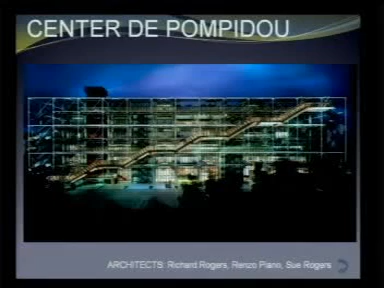 CENTER DE POMPIDOU
ARCHITECTS: Richard Rogers, Renzo Piano, Sue Rogers